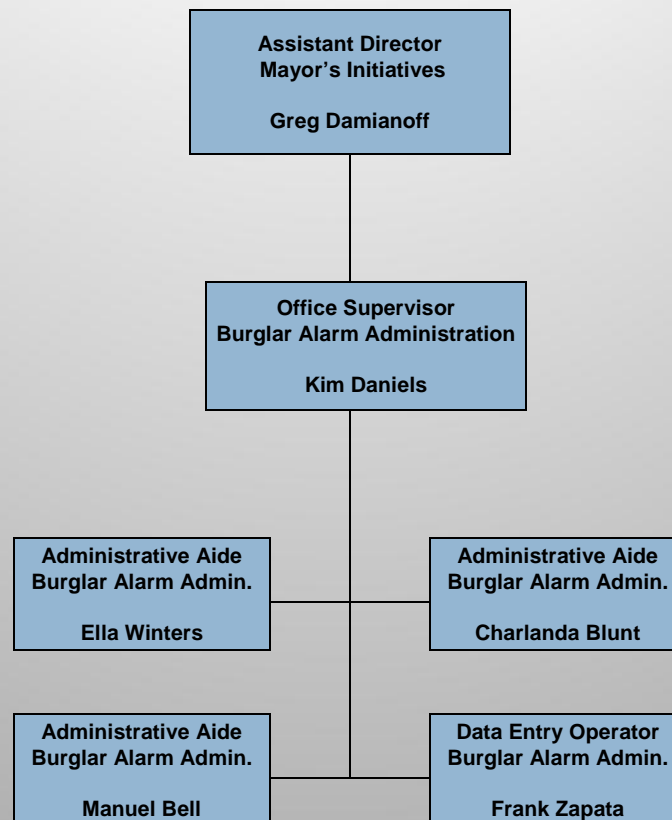 Assistant Director
Mayor’s Initiatives
Greg Damianoff
Office Supervisor
Burglar Alarm Administration
Kim Daniels
Administrative Aide
Burglar Alarm Admin.
Ella Winters
Administrative Aide
Burglar Alarm Admin.
Charlanda Blunt
Administrative Aide
Burglar Alarm Admin.
Manuel Bell
Data Entry Operator
Burglar Alarm Admin.
Frank Zapata